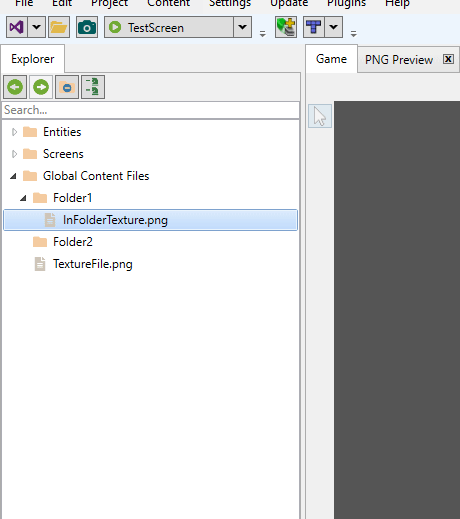 File Edit Project Content Settings Update Plugins Help
TestScreen
Explorer
Game PNG Preview
Search...
Entities
Screens
Global Content Files
Folder1
InFolderTexture.png
Folder2
TextureFile.png